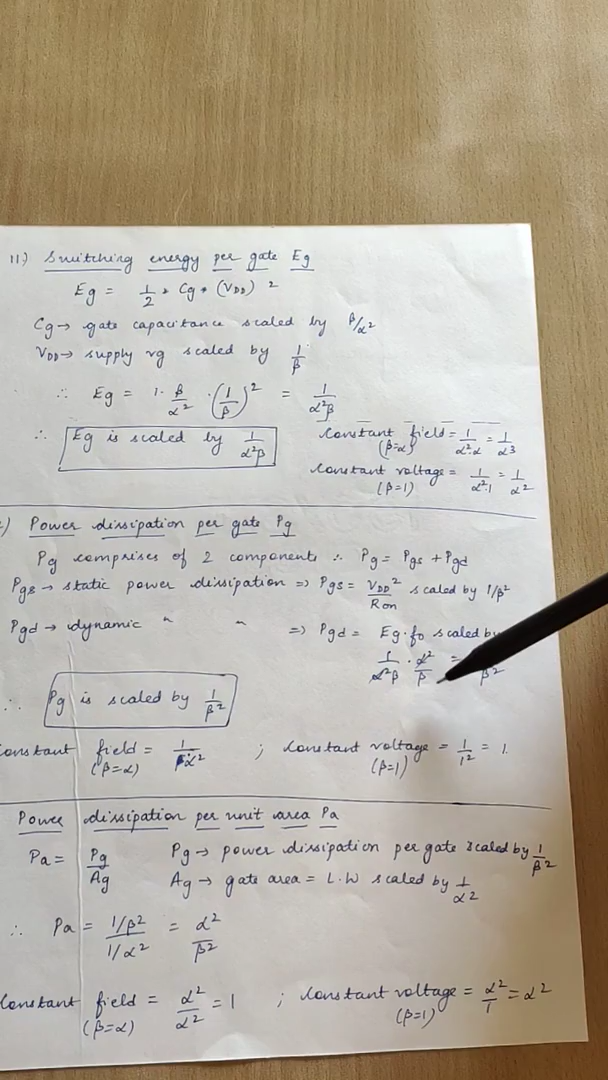 11.) Switching energy per gate Eg
Eg = 1/2 * Cg * (VDD)²
Cg → gate capacitance scaled by β/α²
VDD → supply vg scaled by 1/β
∴ Eg = 1 · β/α² · (1/β)² = 1/α²β
∴ Eg is scaled by 1/α²β
Constant field = 1/α²·α = 1/α3
(β=α)
Constant voltage = 1/α²·1 = 1/α²
(β=1)
) Power dissipation per gate Pg
Pg comprises of 2 components ∴ Pg = Pgs + Pgd
Pgs → static power dissipation => Pgs = VDD²/Ron scaled by 1/β²
Pgd → dynamic " " => Pgd = Eg·fo scaled by
1/α²β · α²/β = β²
∴ Pg is scaled by 1/β²
Constant field = 1/α² ; Constant voltage = 1/1² = 1.
(β=α) (β=1)
Power dissipation per unit area Pa
Pa = Pg/Ag Pg → power dissipation per gate scaled by 1/β²
Ag → gate area = L·W scaled by 1/α²
∴ Pa = 1/β² / 1/α² = α²/β²
Constant field = α²/α² = 1 ; Constant voltage = α²/1 = α²
(β=α) (β=1)